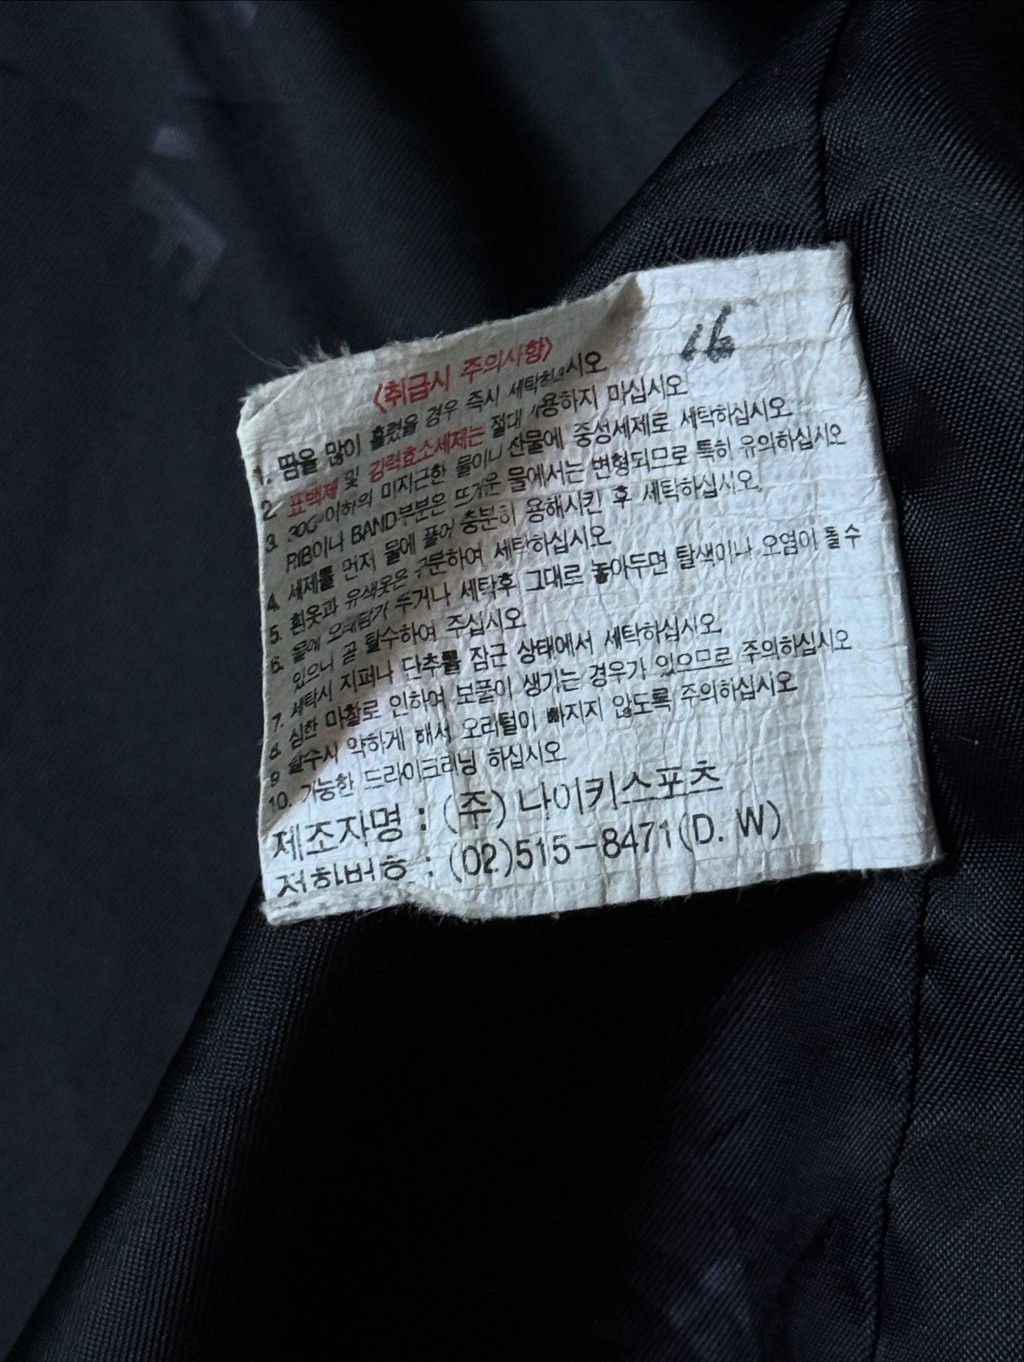 16
<취급시 주의사항>
1. 땀을 많이 흘렸을 경우 즉시 세탁하십시오
2. 표백제 및 강력효소세제는 절대 사용하지 마십시오
3. 30C°이하의 미지근한 물이나 찬물에 중성세제로 세탁하십시오
RIB이나 BAND부분은 뜨거운 물에서는 변형되므로 특히 유의하십시오
4. 세제를 먼저 물에 풀어 충분히 용해시킨 후 세탁하십시오.
5. 흰옷과 유색옷은 구분하여 세탁하십시오
6. 물에 오래담가 두거나 세탁후 그대로 놓아두면 탈색이나 오염이 될수
있으니 곧 탈수하여 주십시오
7. 세탁시 지퍼나 단추를 잠근 상태에서 세탁하십시오
8. 심한 마찰로 인하여 보풀이 생기는 경우가 있으므로 주의하십시오
9 탈수시 약하게 해서 오리털이 빠지지 않도록 주의하십시오
10. 가능한 드라이크리닝 하십시오
제조자명 : (주) 나이키스포츠
전화번호 : (02)515-8471(D. W)